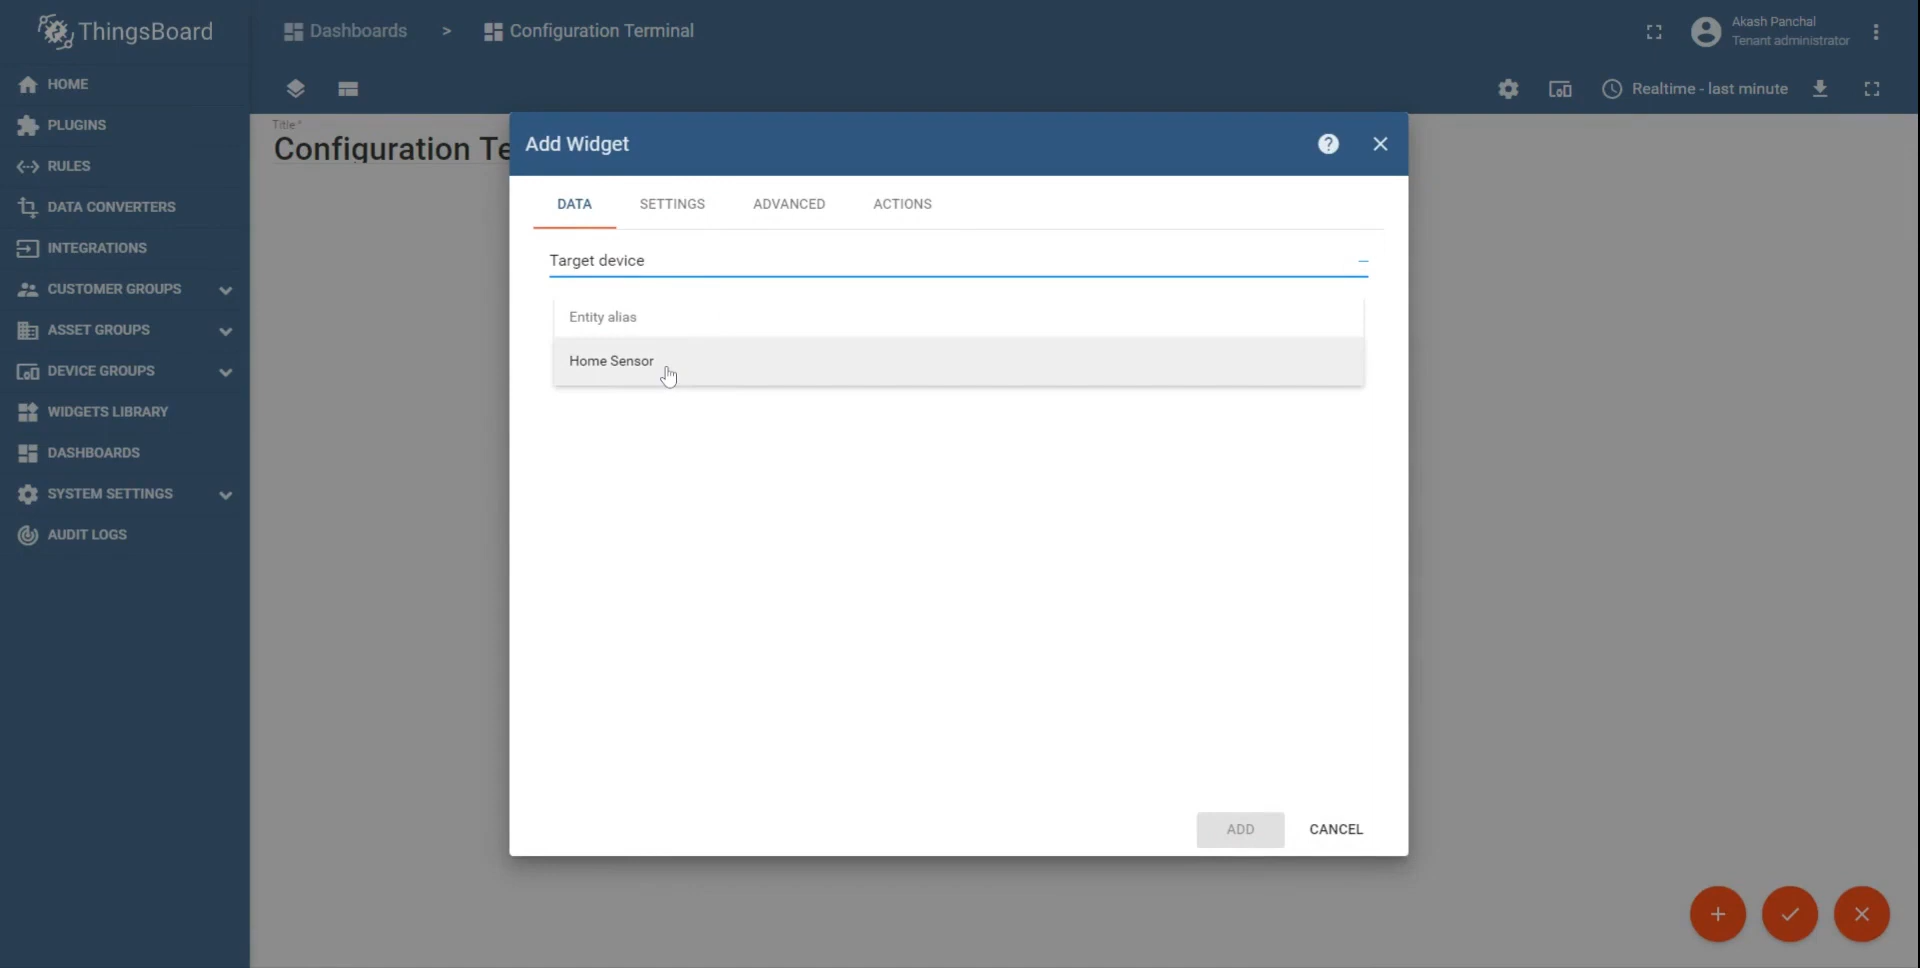 ThingsBoard
Dashboards > Configuration Terminal
Akash Panchal
Tenant administrator
HOME
PLUGINS
RULES
DATA CONVERTERS
INTEGRATIONS
CUSTOMER GROUPS
ASSET GROUPS
DEVICE GROUPS
WIDGETS LIBRARY
DASHBOARDS
SYSTEM SETTINGS
AUDIT LOGS
Realtime - last minute
Title *
Configuration Te
Add Widget
?
DATA SETTINGS ADVANCED ACTIONS
Target device
Entity alias
Home Sensor
ADD CANCEL